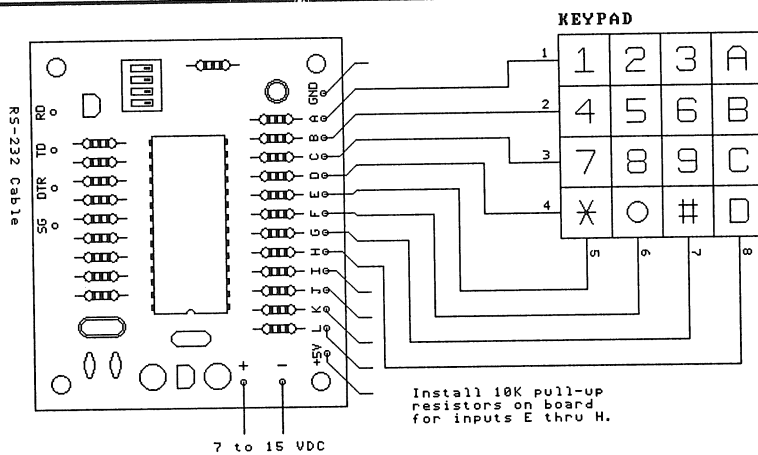 KEYPAD
1 2 3 A
4 5 6 B
7 8 9 C
* 0 # D
1
2
3
4
5 6 7 8
RS-232 Cable
RD
TD
DTR
SG
GND
A
B
C
D
E
F
G
H
I
J
K
L
+5V
+ -
7 to 15 VDC
Install 10K pull-up
resistors on board
for inputs E thru H.